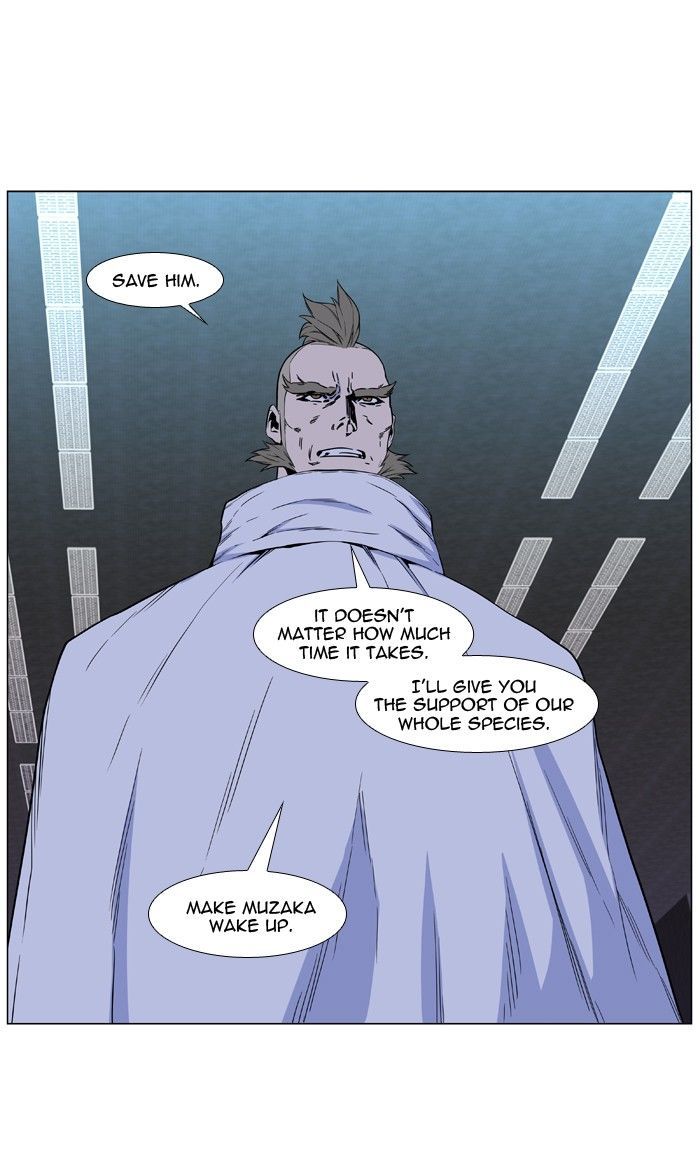 SAVE HIM.
IT DOESN'T
MATTER HOW MUCH
TIME IT TAKES.
I'LL GIVE YOU
THE SUPPORT OF OUR
WHOLE SPECIES.
MAKE MUZAKA
WAKE UP.